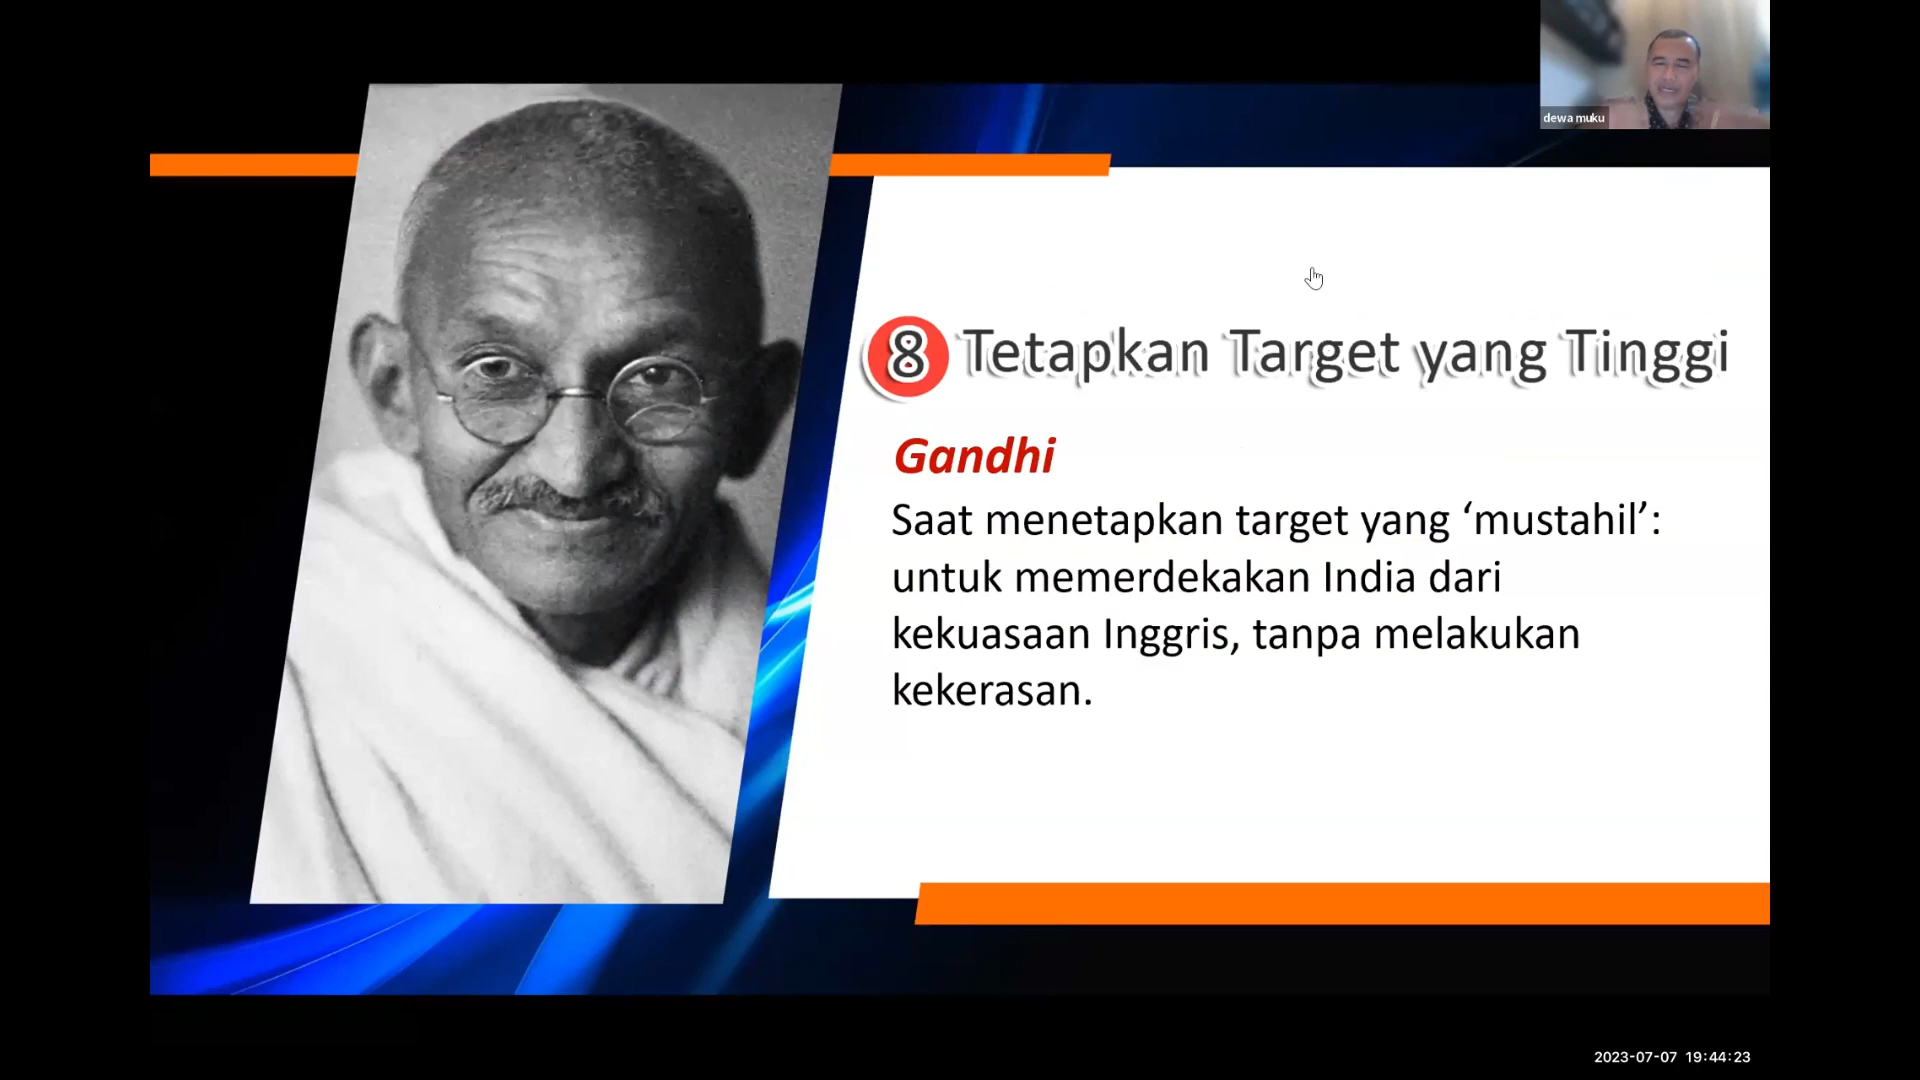 dewa muku
8 Tetapkan Target yang Tinggi
Gandhi
Saat menetapkan target yang ‘mustahil’:
untuk memerdekakan India dari
kekuasaan Inggris, tanpa melakukan
kekerasan.
2023-07-07 19:44:23